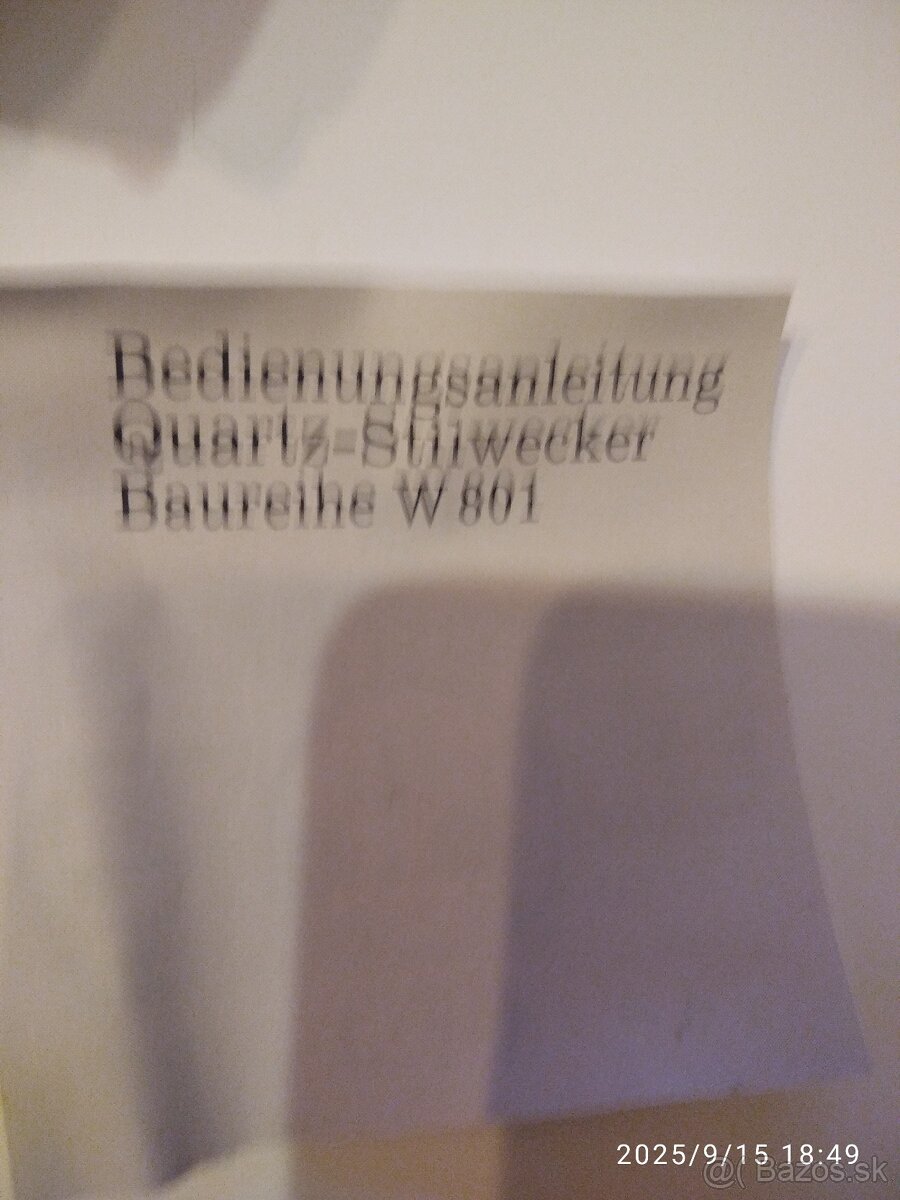 Bedienungsanleitung
Quartz-Stilwecker
Baureihe W 801
2025/9/15 18:49
@( Bazos.sk